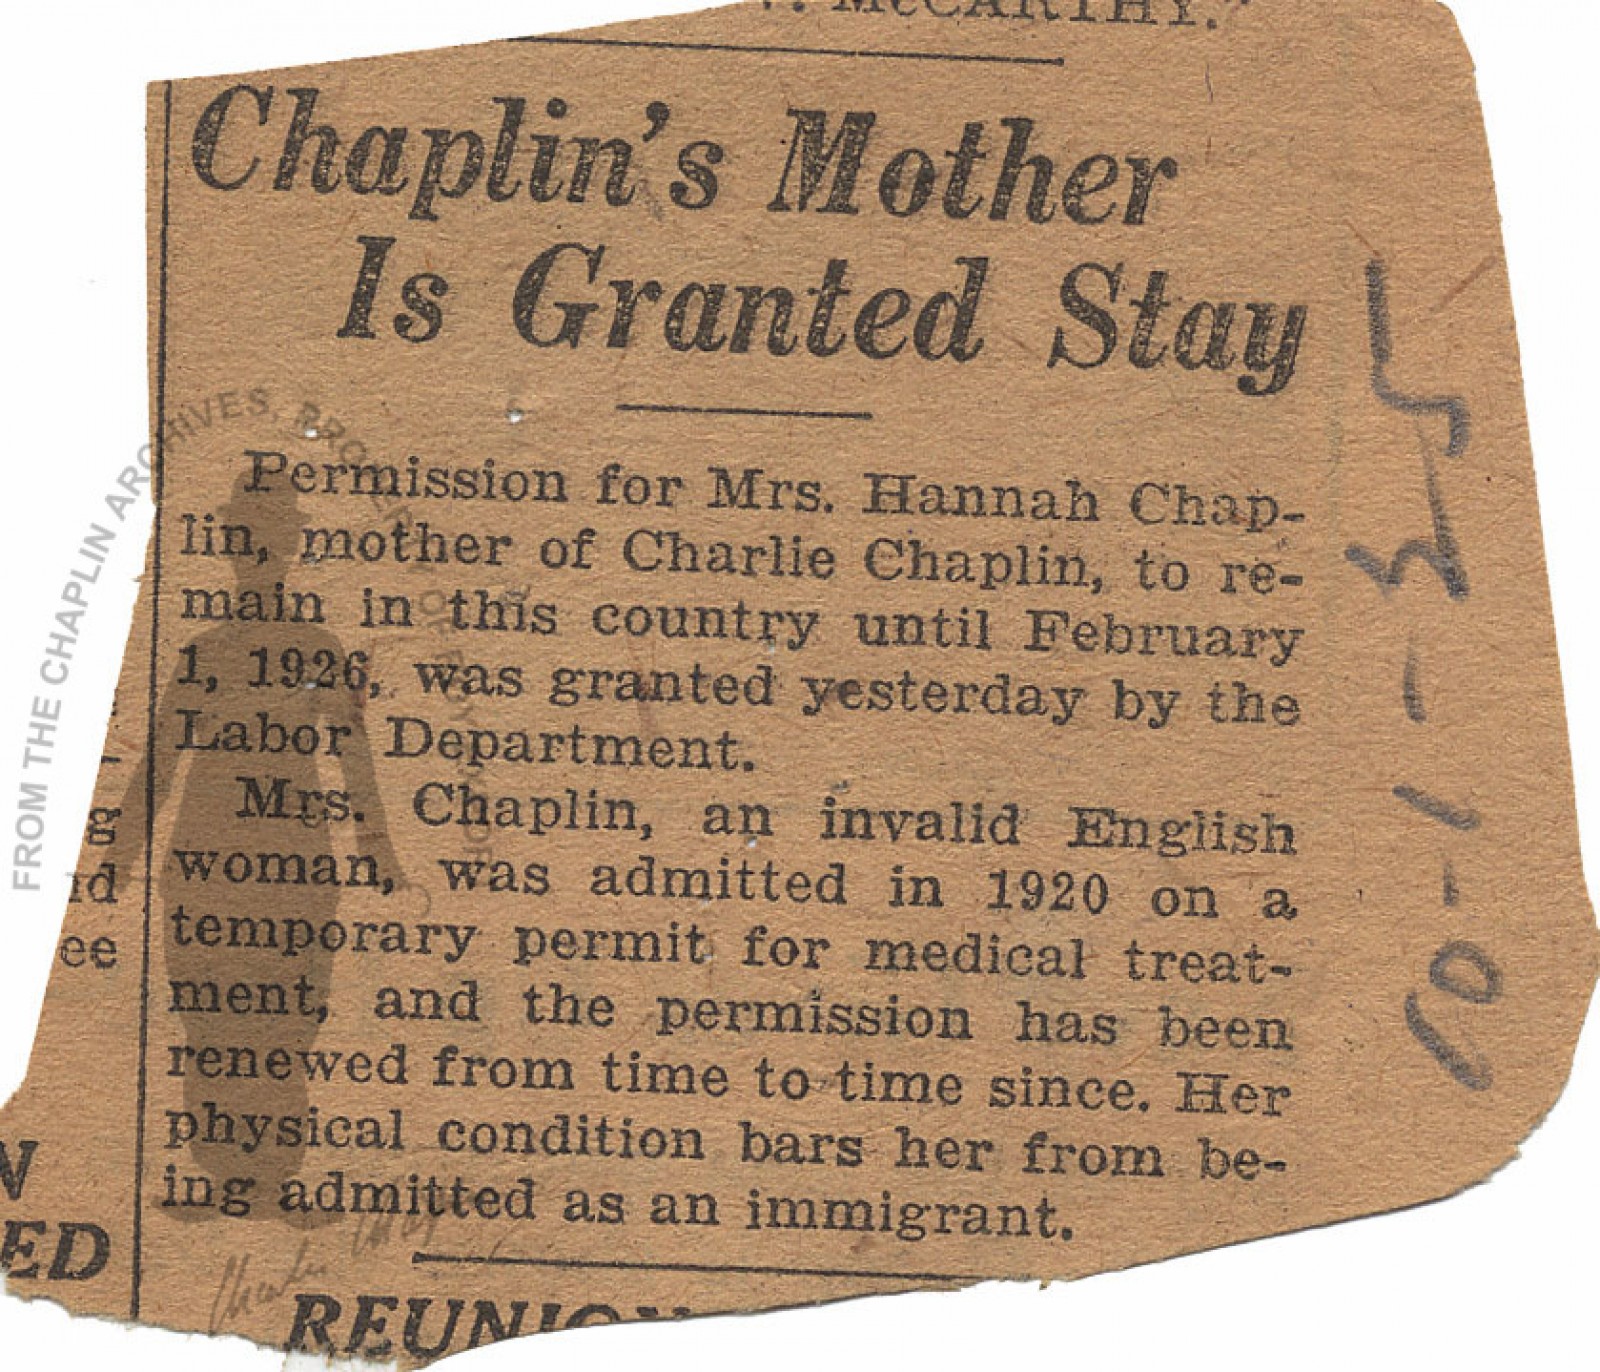 McCARTHY."
Chaplin's Mother
Is Granted Stay
Permission for Mrs. Hannah Chap-
lin, mother of Charlie Chaplin, to re-
main in this country until February
1, 1926, was granted yesterday by the
Labor Department.
Mrs. Chaplin, an invalid English
woman, was admitted in 1920 on a
temporary permit for medical treat-
ment, and the permission has been
renewed from time to time since. Her
physical condition bars her from be-
ing admitted as an immigrant.
REUNION
g
ee
ED
FROM THE CHAPLIN ARCHIVES,